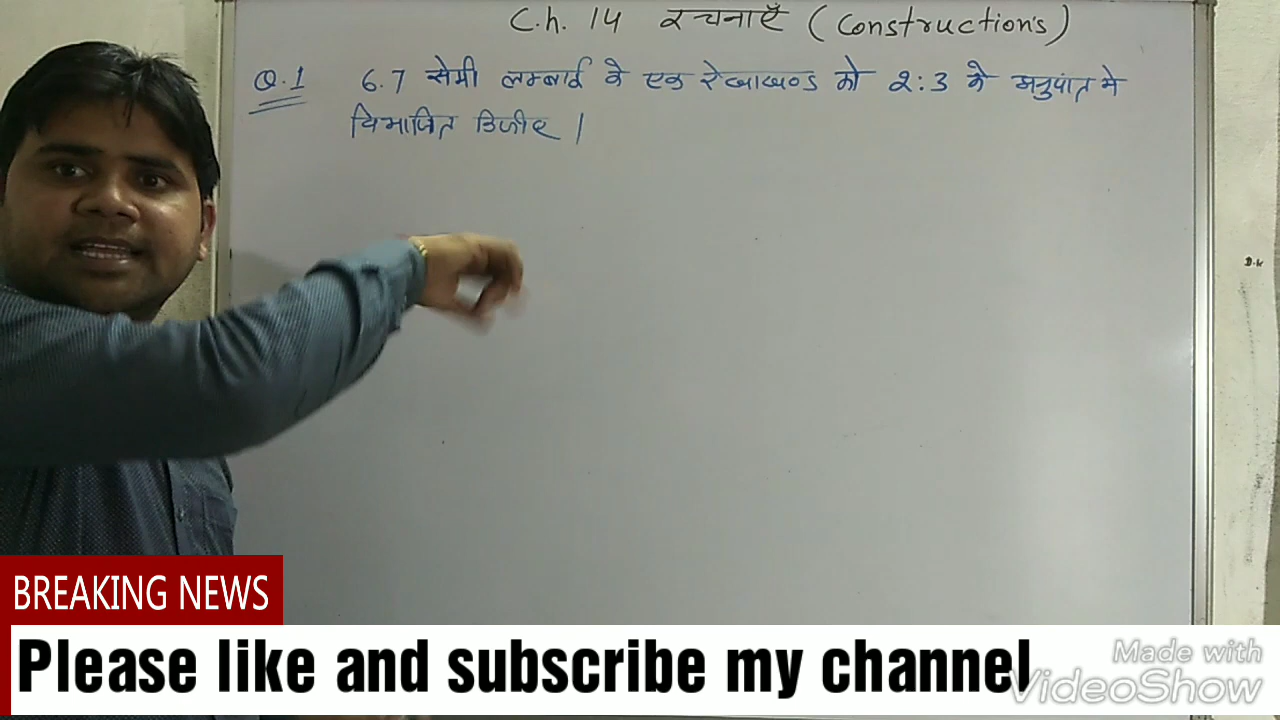 Ch. 14 रचनाएँ (Constructions)
Q.1 6.7 सेमी लम्बाई के एक रेखाखण्ड को 2:3 के अनुपात में
विभाजित कीजिए।
D.K
BREAKING NEWS
Please like and subscribe my channel
Made with
VideoShow